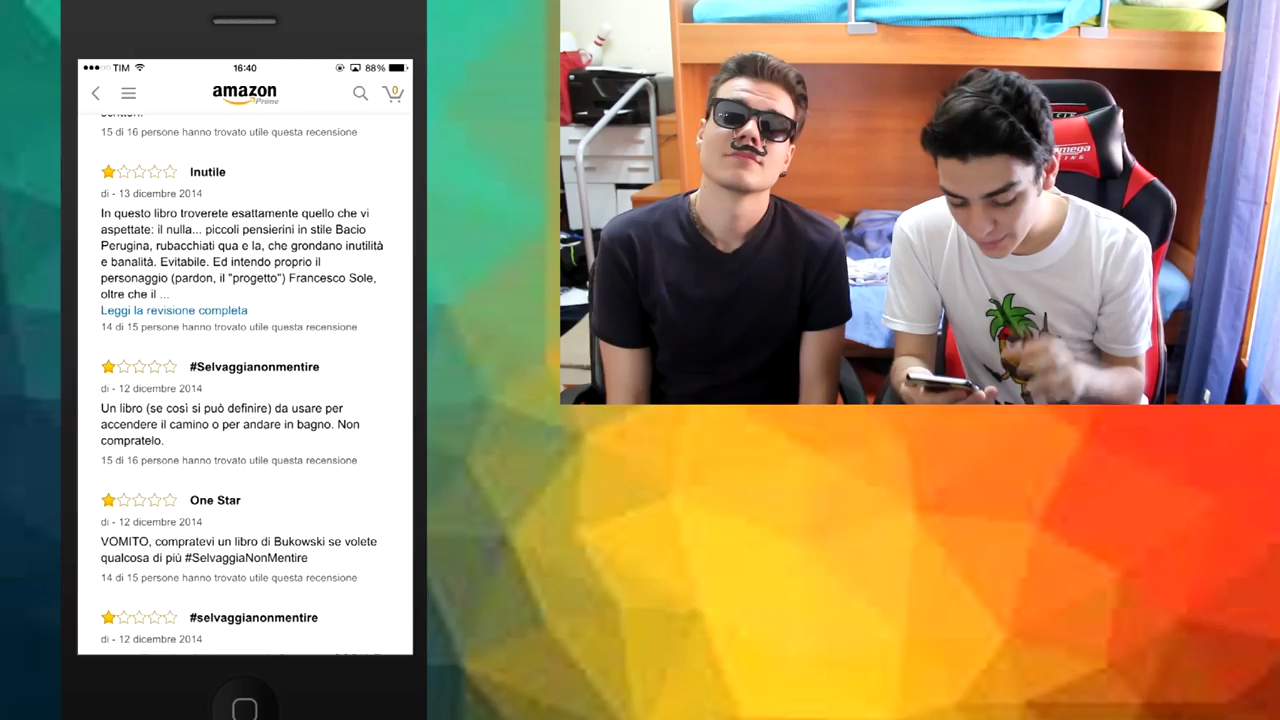 TIM
16:40
88%
amazon
Prime
0
15 di 16 persone hanno trovato utile questa recensione
Inutile
di - 13 dicembre 2014
In questo libro troverete esattamente quello che vi
aspettate: il nulla... piccoli pensierini in stile Bacio
Perugina, rubacchiati qua e la, che grondano inutilità
e banalità. Evitabile. Ed intendo proprio il
personaggio (pardon, il "progetto") Francesco Sole,
oltre che il ...
Leggi la revisione completa
14 di 15 persone hanno trovato utile questa recensione
#Selvaggianonmentire
di - 12 dicembre 2014
Un libro (se così si può definire) da usare per
accendere il camino o per andare in bagno. Non
compratelo.
15 di 16 persone hanno trovato utile questa recensione
One Star
di - 12 dicembre 2014
VOMITO, compratevi un libro di Bukowski se volete
qualcosa di più #SelvaggiaNonMentire
14 di 15 persone hanno trovato utile questa recensione
#selvaggianonmentire
di - 12 dicembre 2014